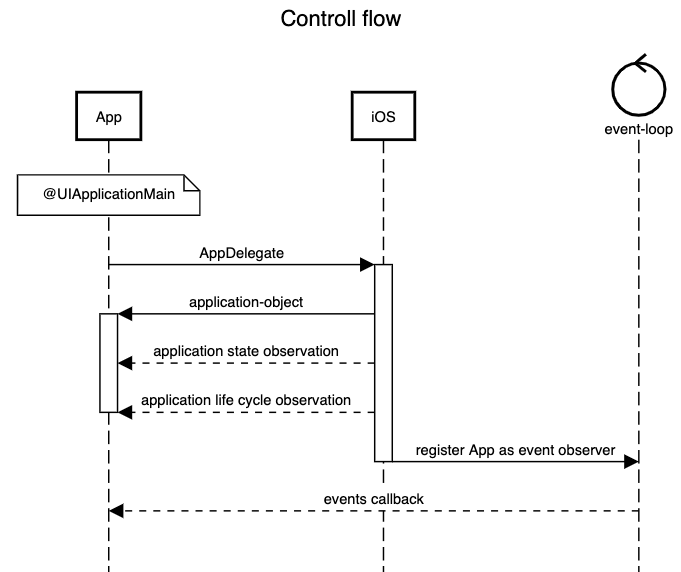 Controll flow
App
iOS
event-loop
@UIApplicationMain
AppDelegate
application-object
application state observation
application life cycle observation
register App as event observer
events callback